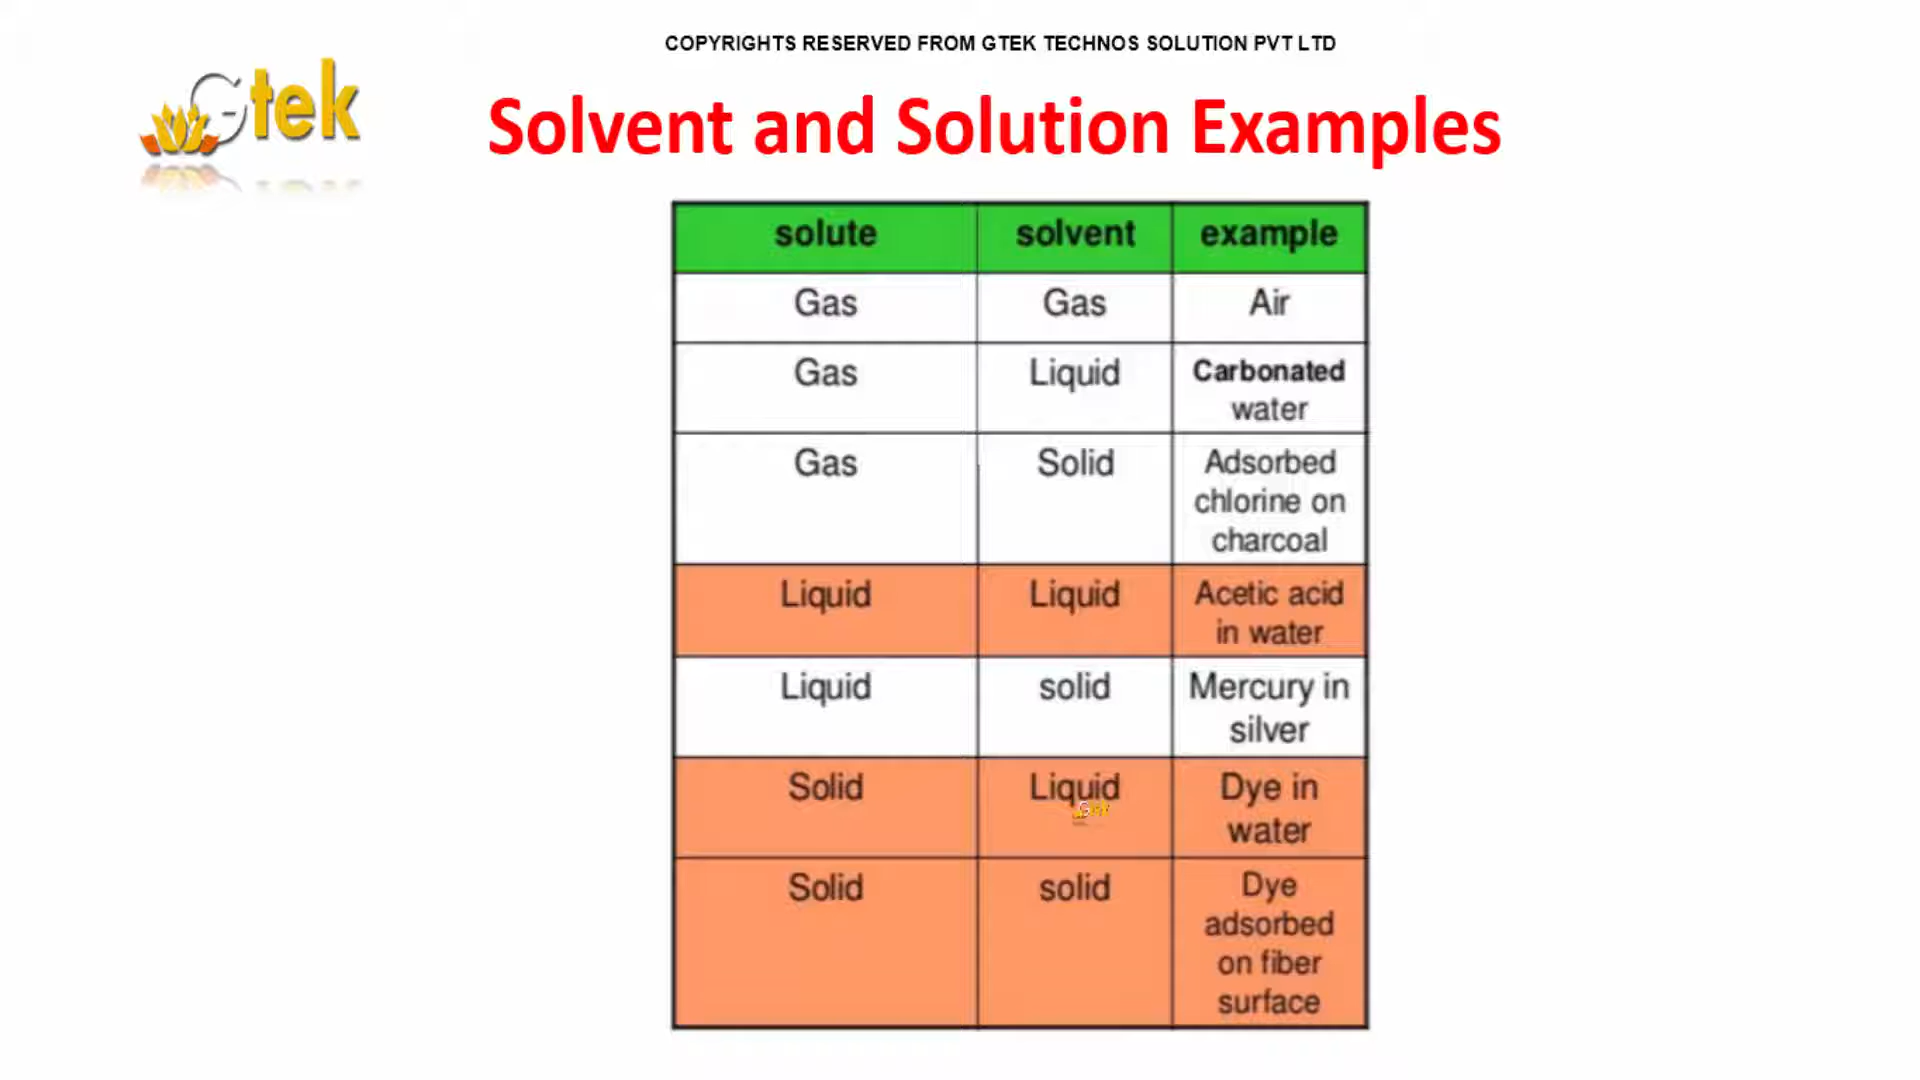 COPYRIGHTS RESERVED FROM GTEK TECHNOS SOLUTION PVT LTD
Gtek
Solvent and Solution Examples
solute solvent example
Gas Gas Air
Gas Liquid Carbonated
water
Gas Solid Adsorbed
chlorine on
charcoal
Liquid Liquid Acetic acid
in water
Liquid solid Mercury in
silver
Solid Liquid Dye in
Gtek
water
Solid solid Dye
adsorbed
on fiber
surface